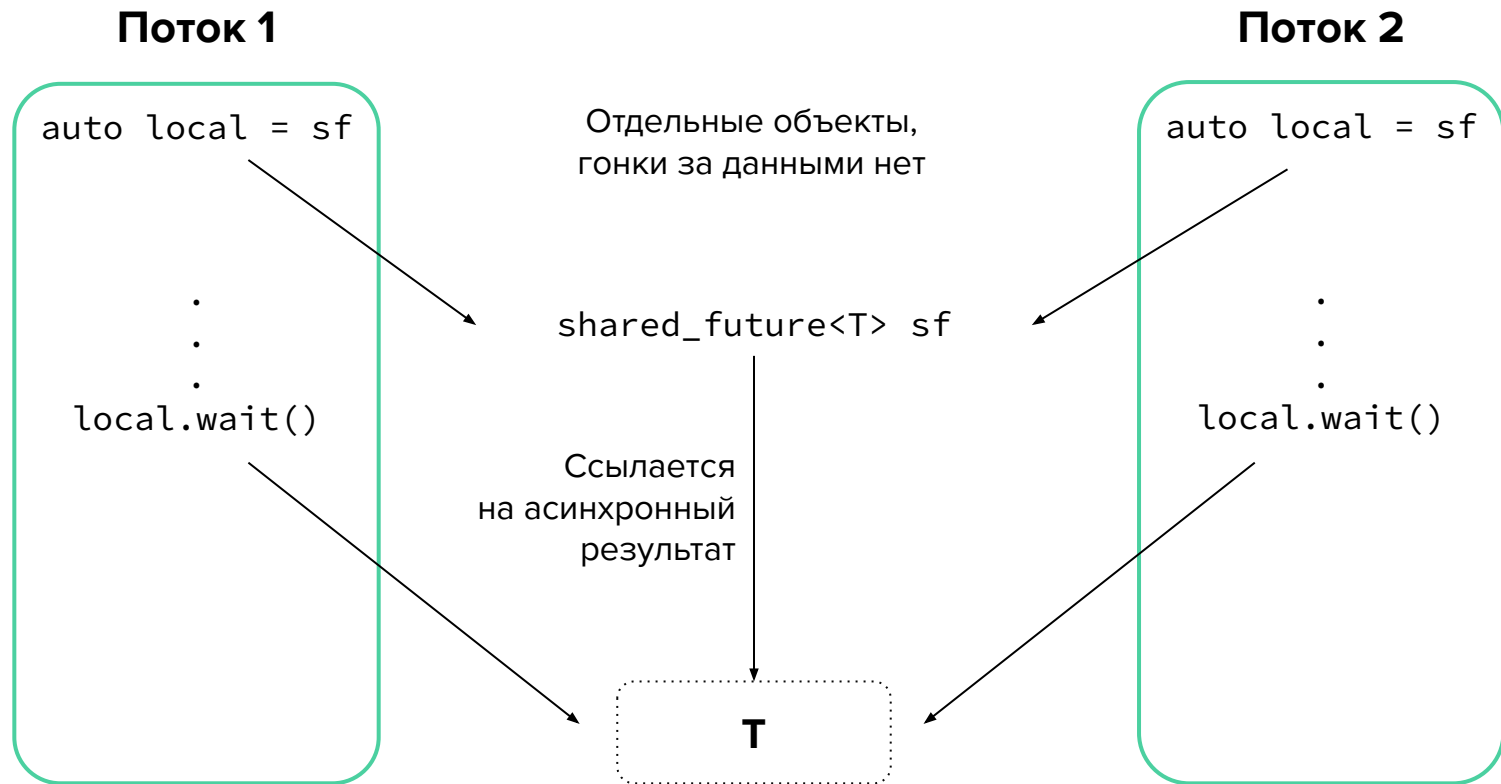 Поток 1
Поток 2
auto local = sf
Отдельные объекты,
гонки за данными нет
auto local = sf
.
.
.
shared_future<T> sf
.
.
.
local.wait()
local.wait()
Ссылается
на асинхронный
результат
T